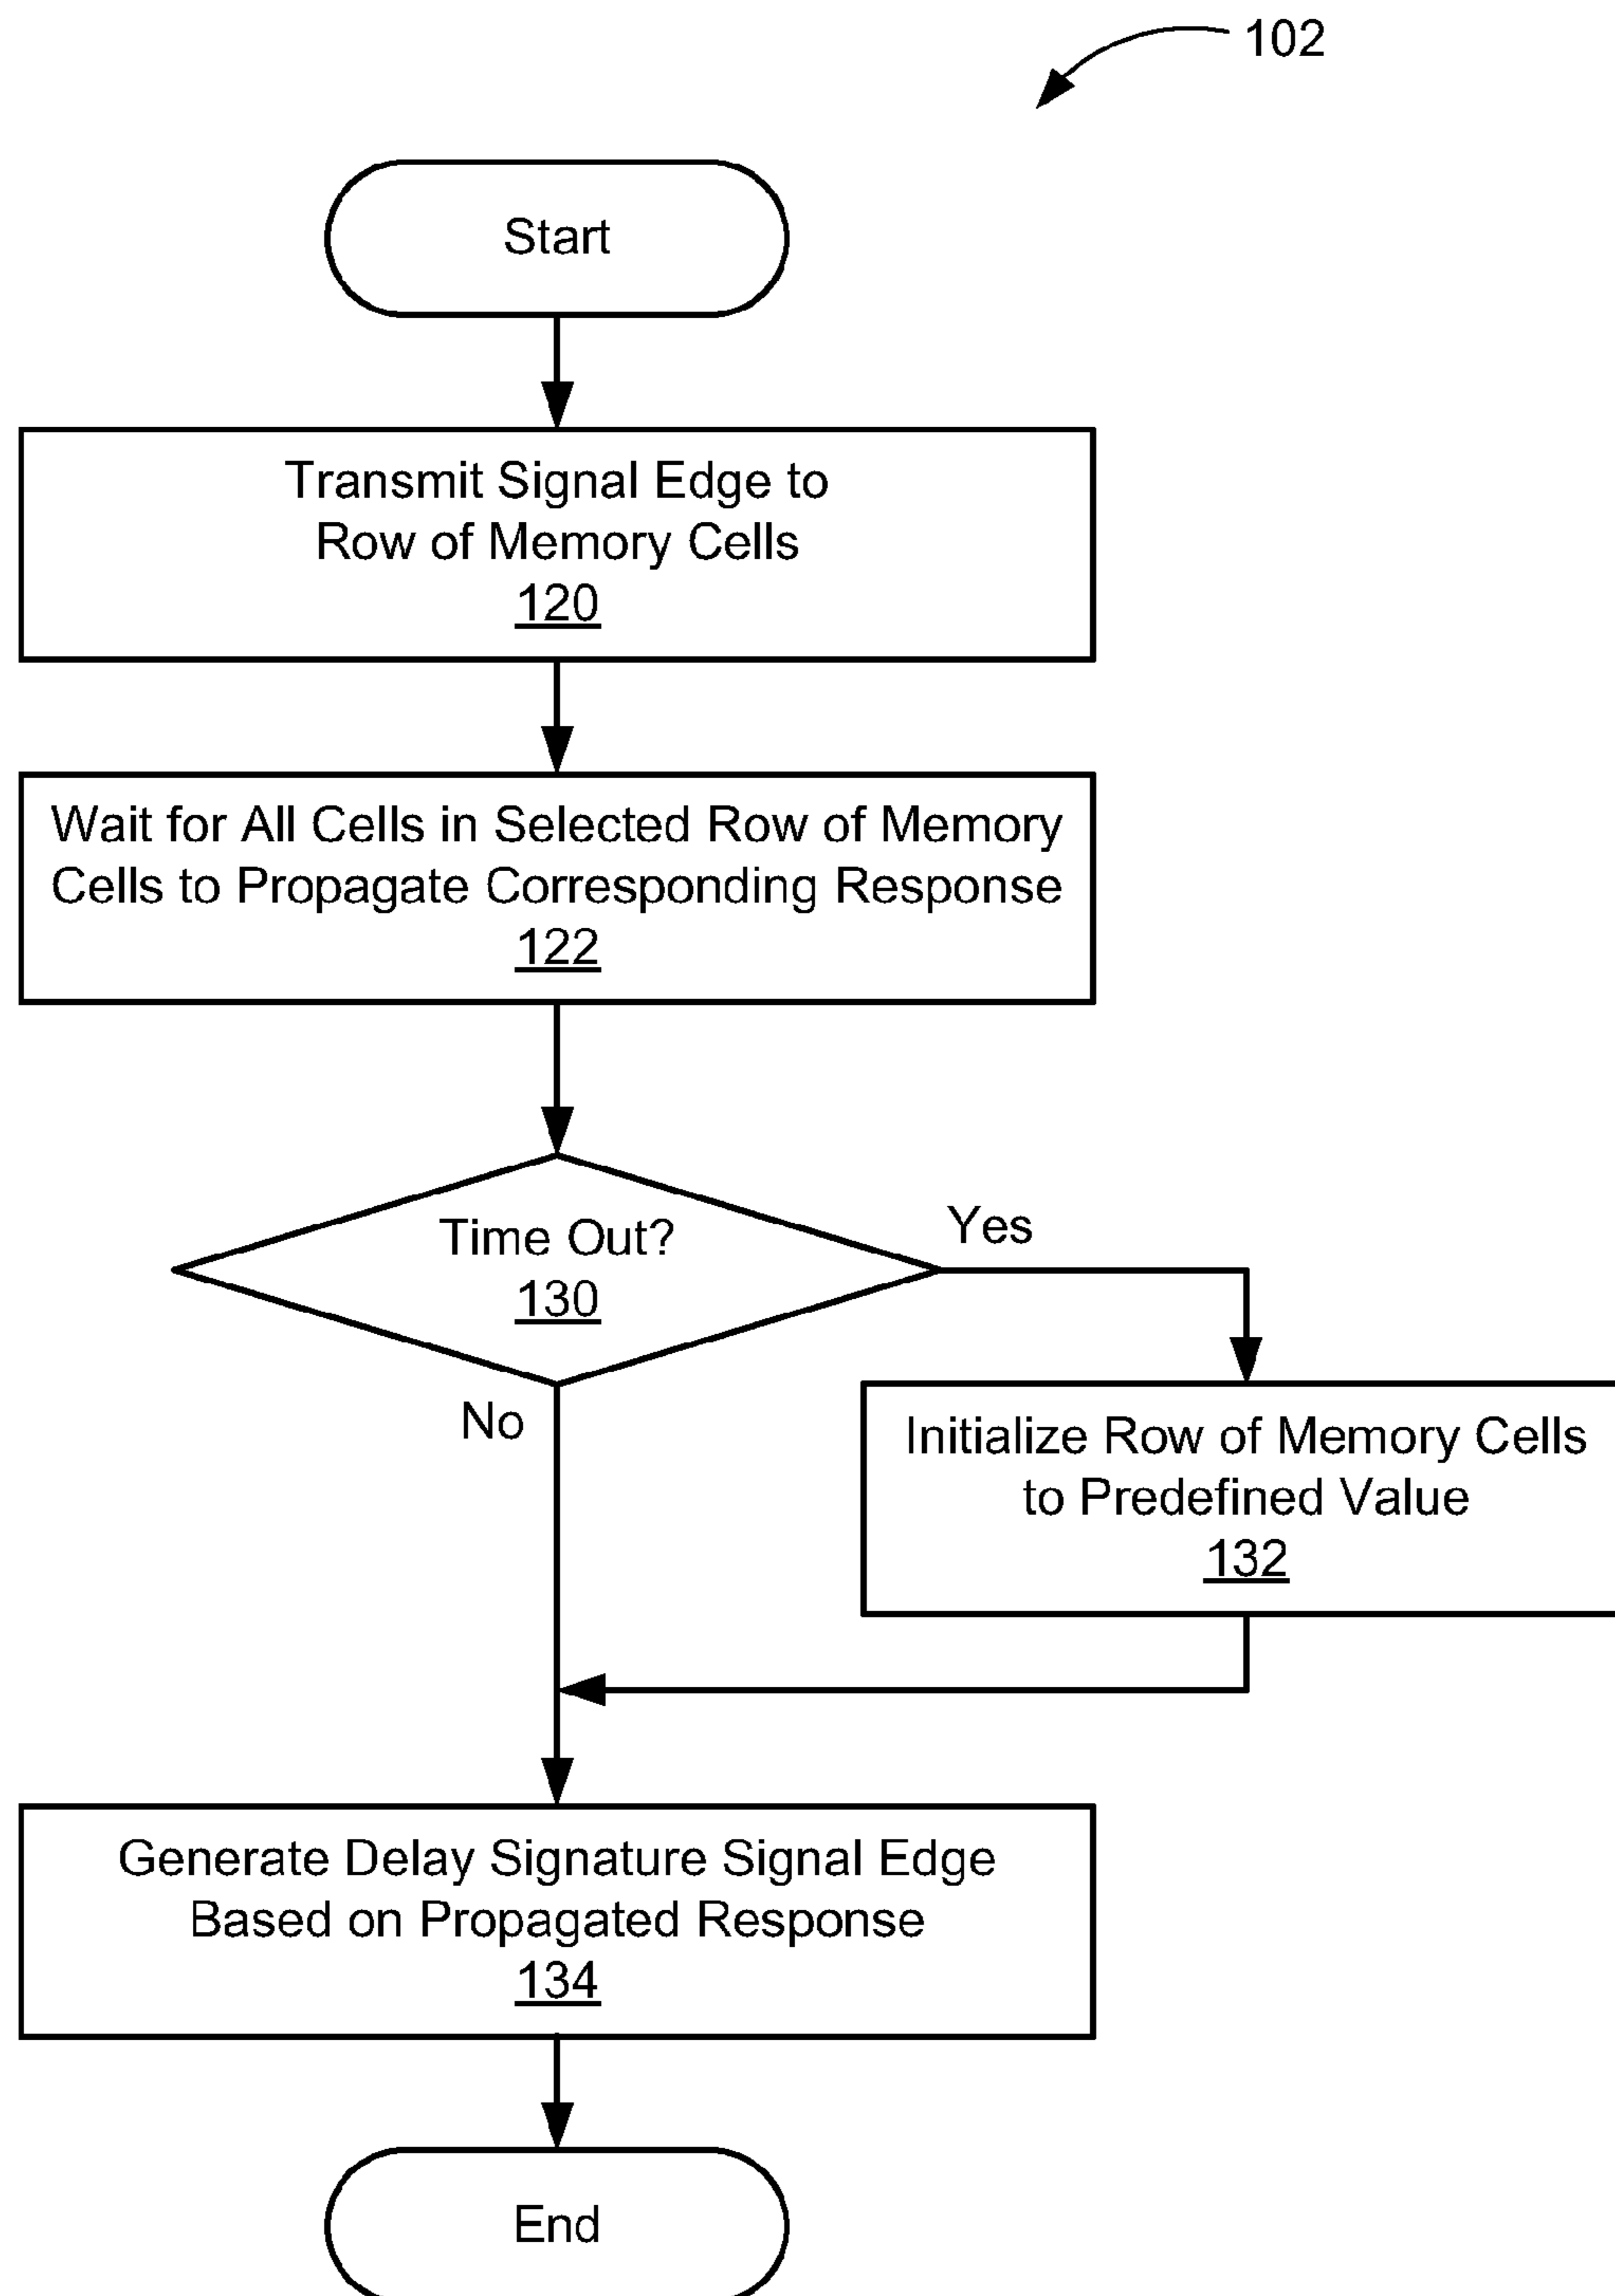 102
Start
Transmit Signal Edge to
Row of Memory Cells
120
Wait for All Cells in Selected Row of Memory
Cells to Propagate Corresponding Response
122
Time Out?
130
Yes
No
Initialize Row of Memory Cells
to Predefined Value
132
Generate Delay Signature Signal Edge
Based on Propagated Response
134
End